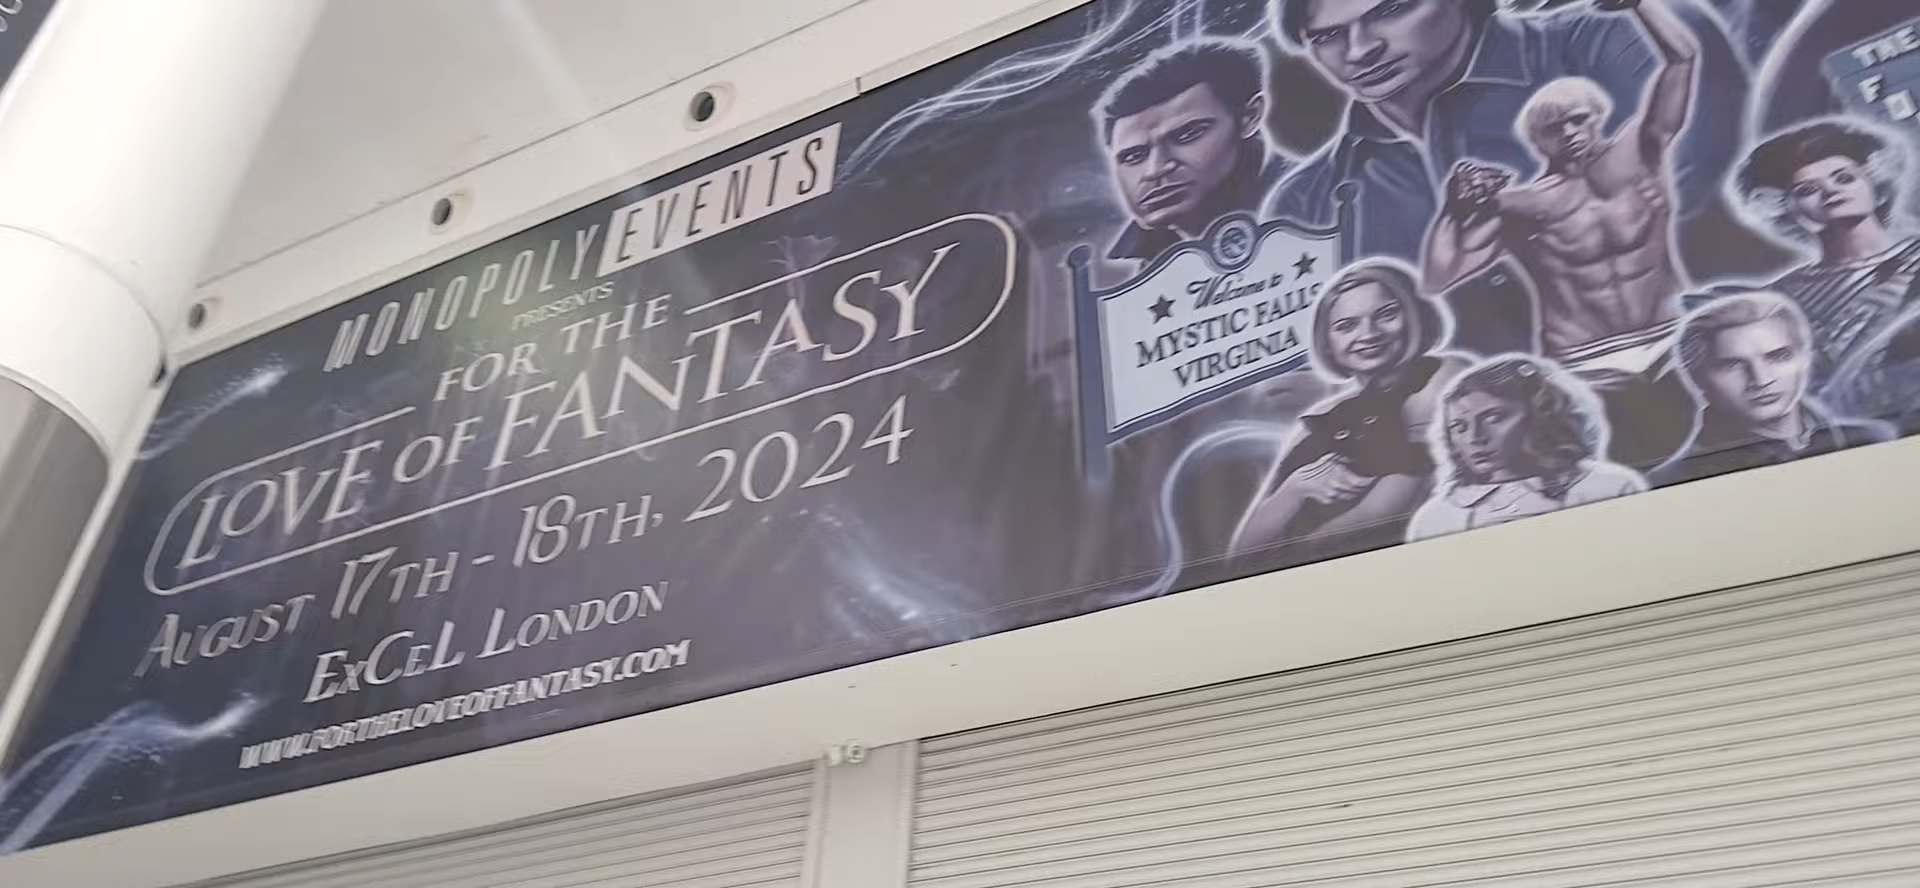 MONOPOLY EVENTS
PRESENTS
FOR THE
LOVE OF FANTASY
AUGUST 17TH - 18TH, 2024
EXCEL LONDON
WWW.FORTHELOVEOFFANTASY.COM
Welcome to
MYSTIC FALLS
VIRGINIA
THE
F